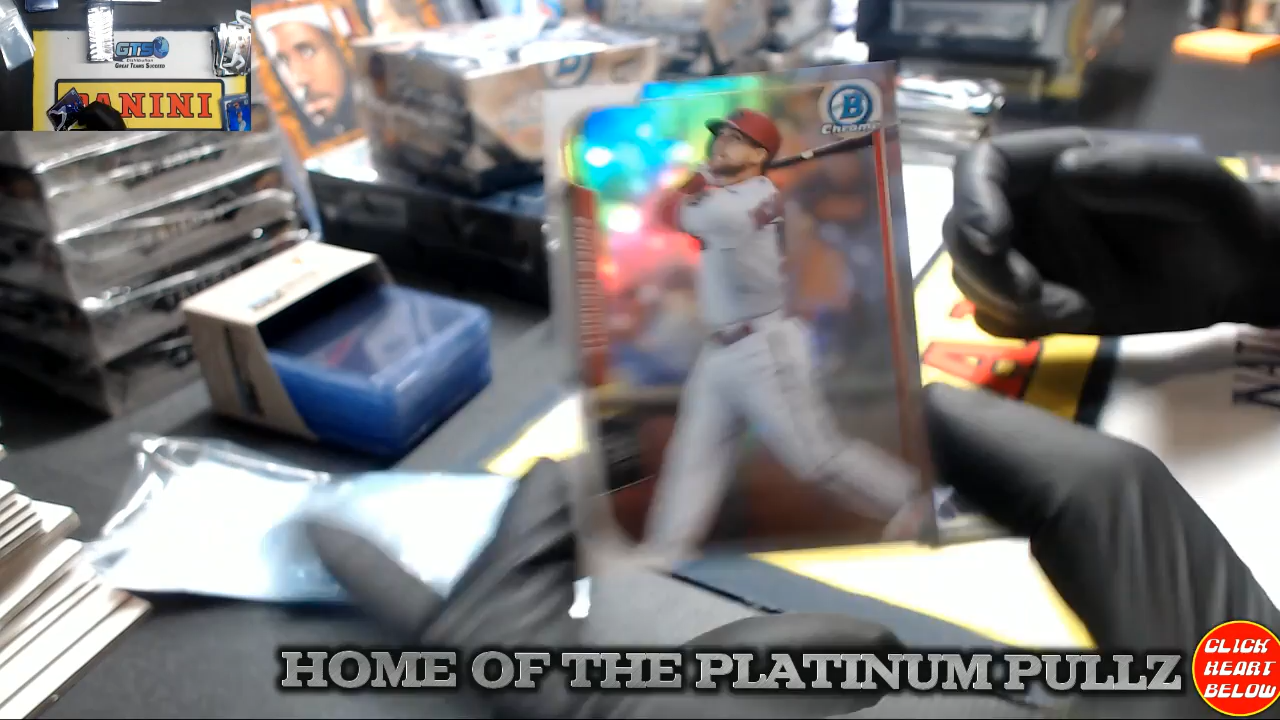 GTS
Distribution
GREAT TEAMS SUCCEED
PANINI
B
Chrome
HOME OF THE PLATINUM PULLZ
CLICK
HEART
BELOW